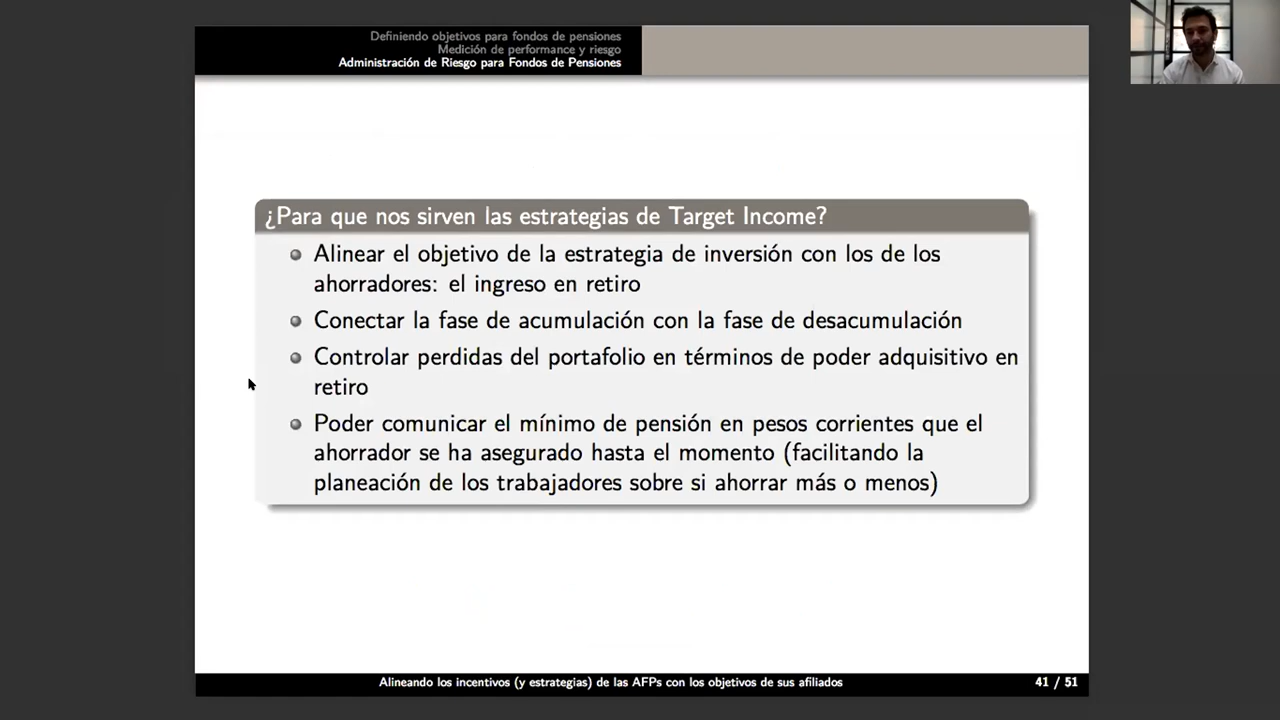 Definiendo objetivos para fondos de pensiones
Medición de performance y riesgo
Administración de Riesgo para Fondos de Pensiones
¿Para que nos sirven las estrategias de Target Income?
Alinear el objetivo de la estrategia de inversión con los de los
ahorradores: el ingreso en retiro
Conectar la fase de acumulación con la fase de desacumulación
Controlar perdidas del portafolio en términos de poder adquisitivo en
retiro
Poder comunicar el mínimo de pensión en pesos corrientes que el
ahorrador se ha asegurado hasta el momento (facilitando la
planeación de los trabajadores sobre si ahorrar más o menos)
Alineando los incentivos (y estrategias) de las AFPs con los objetivos de sus afiliados
41 / 51